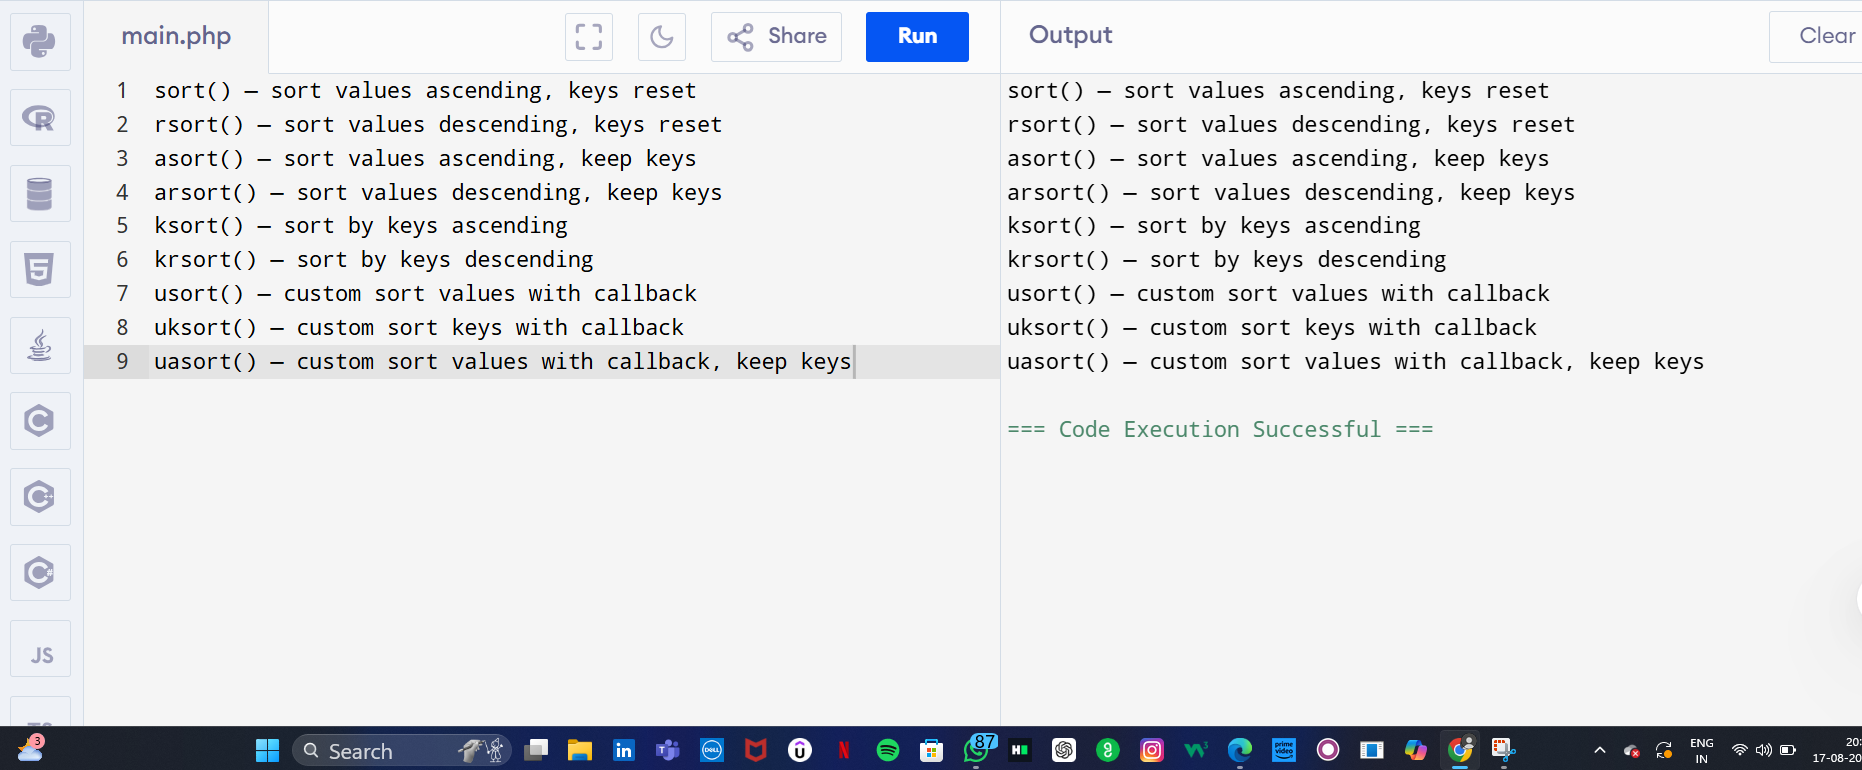 main.php
Share
Run
Output
Clear
1 sort() – sort values ascending, keys reset
2 rsort() – sort values descending, keys reset
3 asort() – sort values ascending, keep keys
4 arsort() – sort values descending, keep keys
5 ksort() – sort by keys ascending
6 krsort() – sort by keys descending
7 usort() – custom sort values with callback
8 uksort() – custom sort keys with callback
9 uasort() – custom sort values with callback, keep keys
sort() – sort values ascending, keys reset
rsort() – sort values descending, keys reset
asort() – sort values ascending, keep keys
arsort() – sort values descending, keep keys
ksort() – sort by keys ascending
krsort() – sort by keys descending
usort() – custom sort values with callback
uksort() – custom sort keys with callback
uasort() – custom sort values with callback, keep keys
=== Code Execution Successful ===
JS
3
Search
87
prime video
ENG
IN
20:
17-08-20